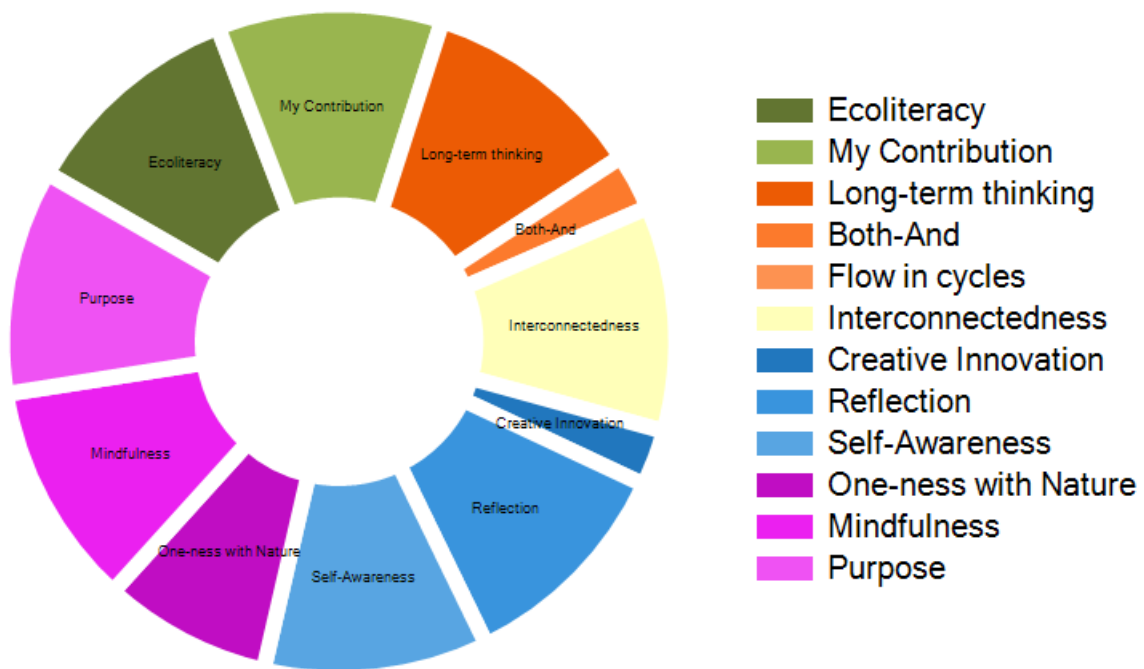 My Contribution
Ecoliteracy
Long-term thinking
Both-And
Purpose
Interconnectedness
Creative Innovation
Mindfulness
Reflection
One-ness with Nature
Self-Awareness
Ecoliteracy
My Contribution
Long-term thinking
Both-And
Flow in cycles
Interconnectedness
Creative Innovation
Reflection
Self-Awareness
One-ness with Nature
Mindfulness
Purpose